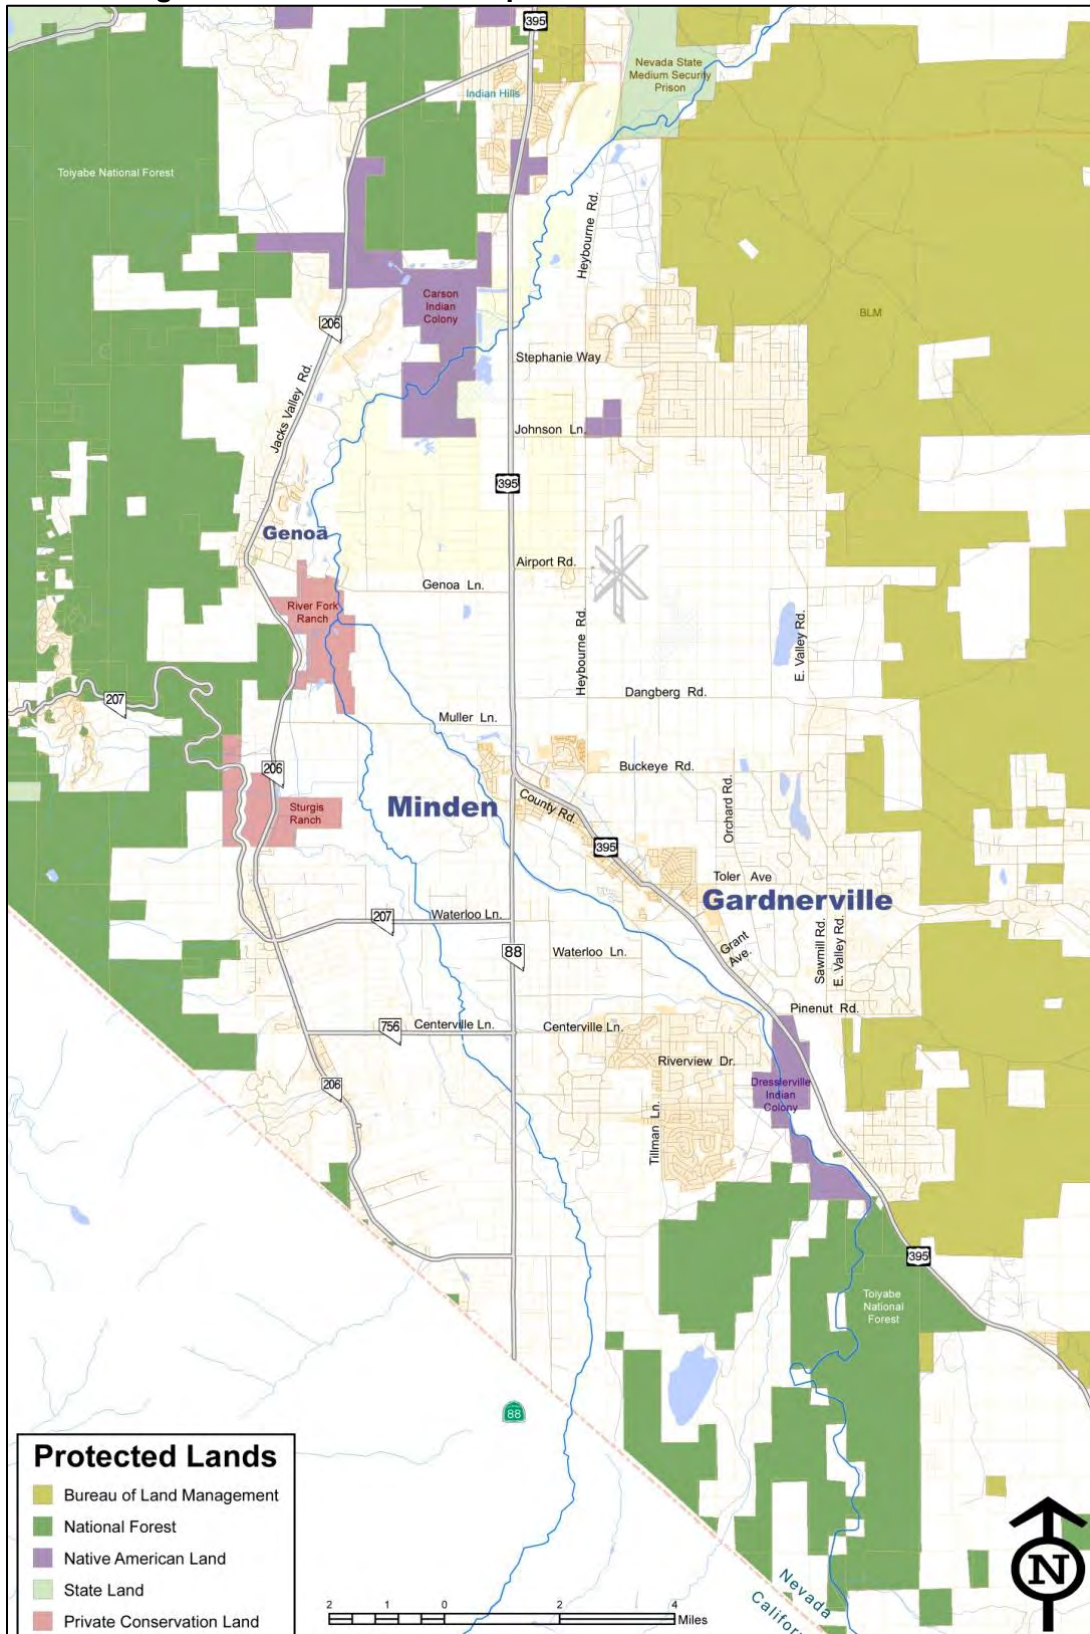 395
Nevada State
Medium Security
Prison
Indian Hills
Toiyabe National Forest
Heybourne Rd.
Carson
Indian
Colony
BLM
206
Stephanie Way
Jacks Valley Rd.
Johnson Ln.
395
Genoa
Airport Rd.
Genoa Ln.
River Fork
Ranch
Heybourne Rd.
E. Valley Rd.
Dangberg Rd.
207
Muller Ln.
206
Buckeye Rd.
Minden
County Rd.
Orchard Rd.
Sturgis
Ranch
395
Toler Ave
Gardnerville
207
Waterloo Ln.
88
Waterloo Ln.
Grant
Ave.
Sawmill Rd.
E. Valley Rd.
Pinenut Rd.
756
Centerville Ln.
Centerville Ln.
Riverview Dr.
206
Dresslerville
Indian
Colony
Tillman Ln.
395
Toiyabe
National
Forest
88
Protected Lands
Bureau of Land Management
National Forest
Native American Land
State Land
Private Conservation Land
2 1 0 2 4
Miles
Nevada
N